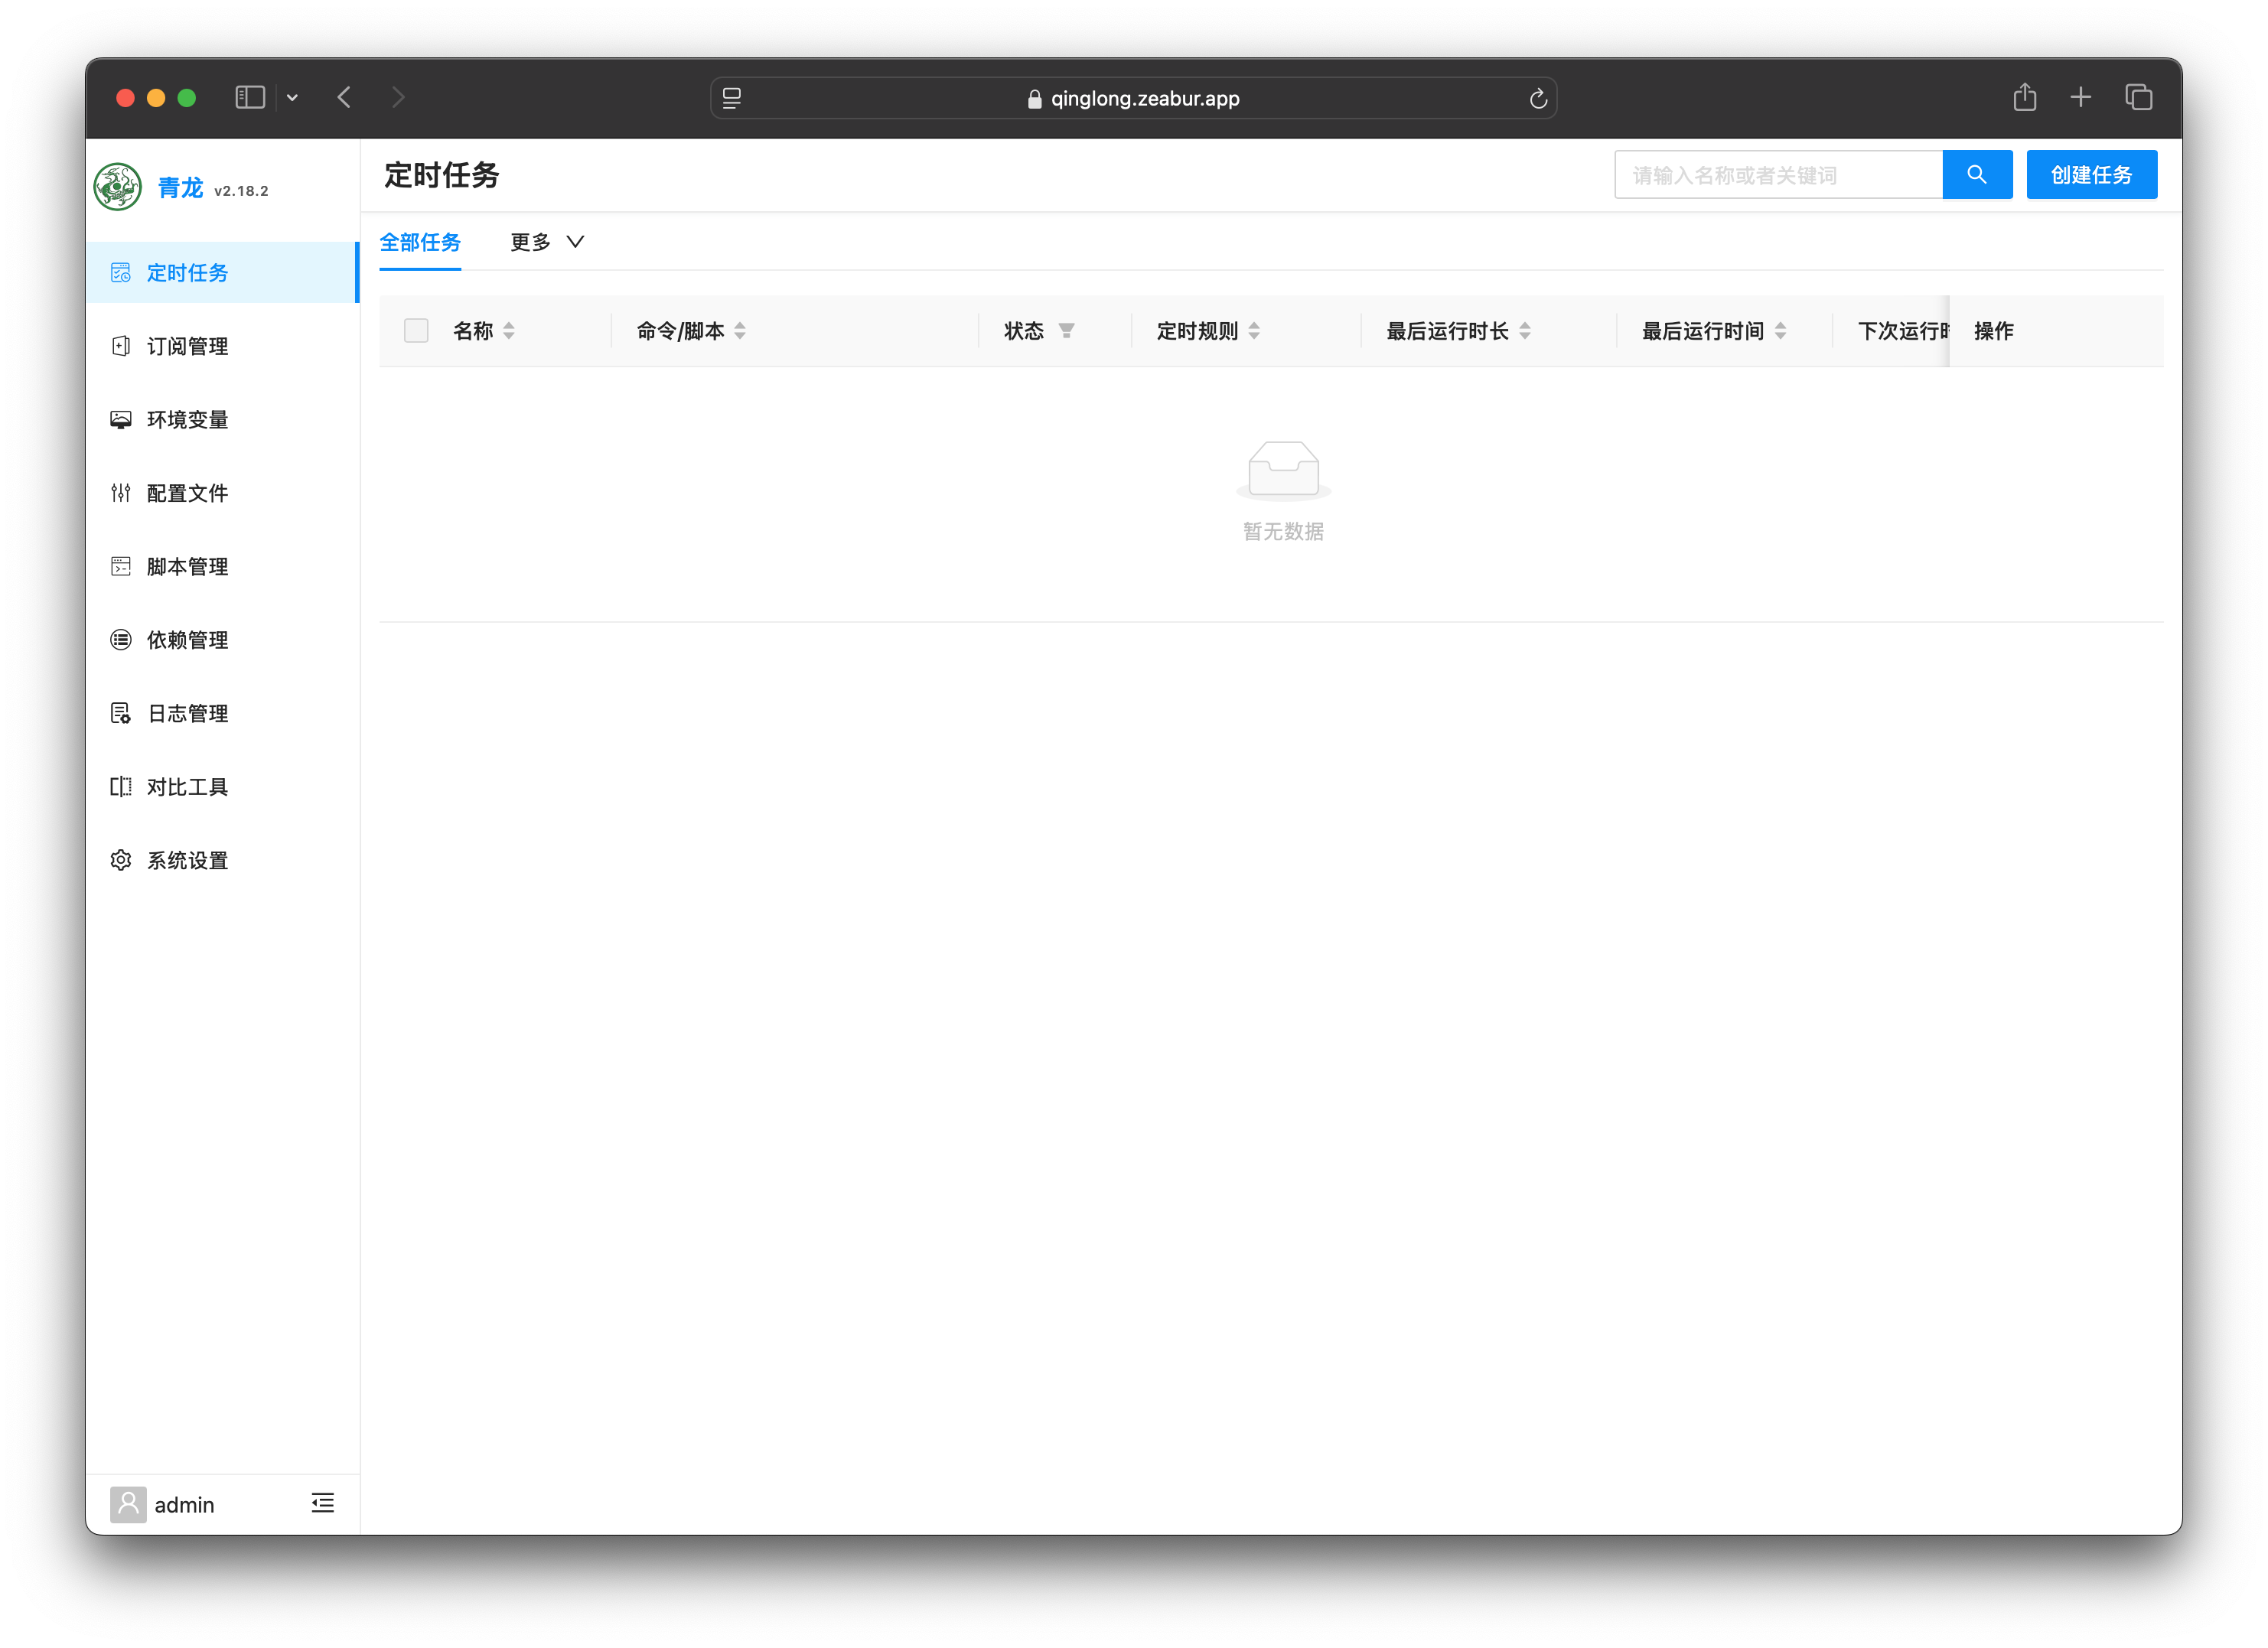 qinglong.zeabur.app
青龙 v2.18.2
定时任务
请输入名称或者关键词
创建任务
定时任务
订阅管理
环境变量
配置文件
脚本管理
依赖管理
日志管理
对比工具
系统设置
全部任务 更多
名称 命令/脚本 状态 定时规则 最后运行时长 最后运行时间 下次运行 操作
暂无数据
admin